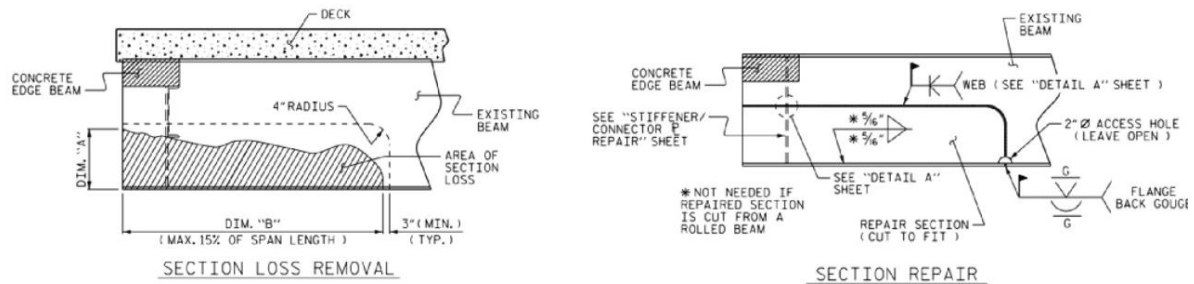 DECK
CONCRETE
EDGE BEAM
4" RADIUS
EXISTING
BEAM
DIM. "A"
AREA OF
SECTION
LOSS
DIM. "B"
(MAX. 15% OF SPAN LENGTH)
3" (MIN.)
(TYP.)
SECTION LOSS REMOVAL
EXISTING
BEAM
CONCRETE
EDGE BEAM
WEB (SEE "DETAIL A" SHEET)
SEE "STIFFENER/
CONNECTOR ⅊
REPAIR" SHEET
* 5/16"
* 5/16"
2" Ø ACCESS HOLE
(LEAVE OPEN)
SEE "DETAIL A"
SHEET
* NOT NEEDED IF
REPAIRED SECTION
IS CUT FROM A
ROLLED BEAM
REPAIR SECTION
(CUT TO FIT)
G
G
FLANGE
BACK GOUGE
SECTION REPAIR